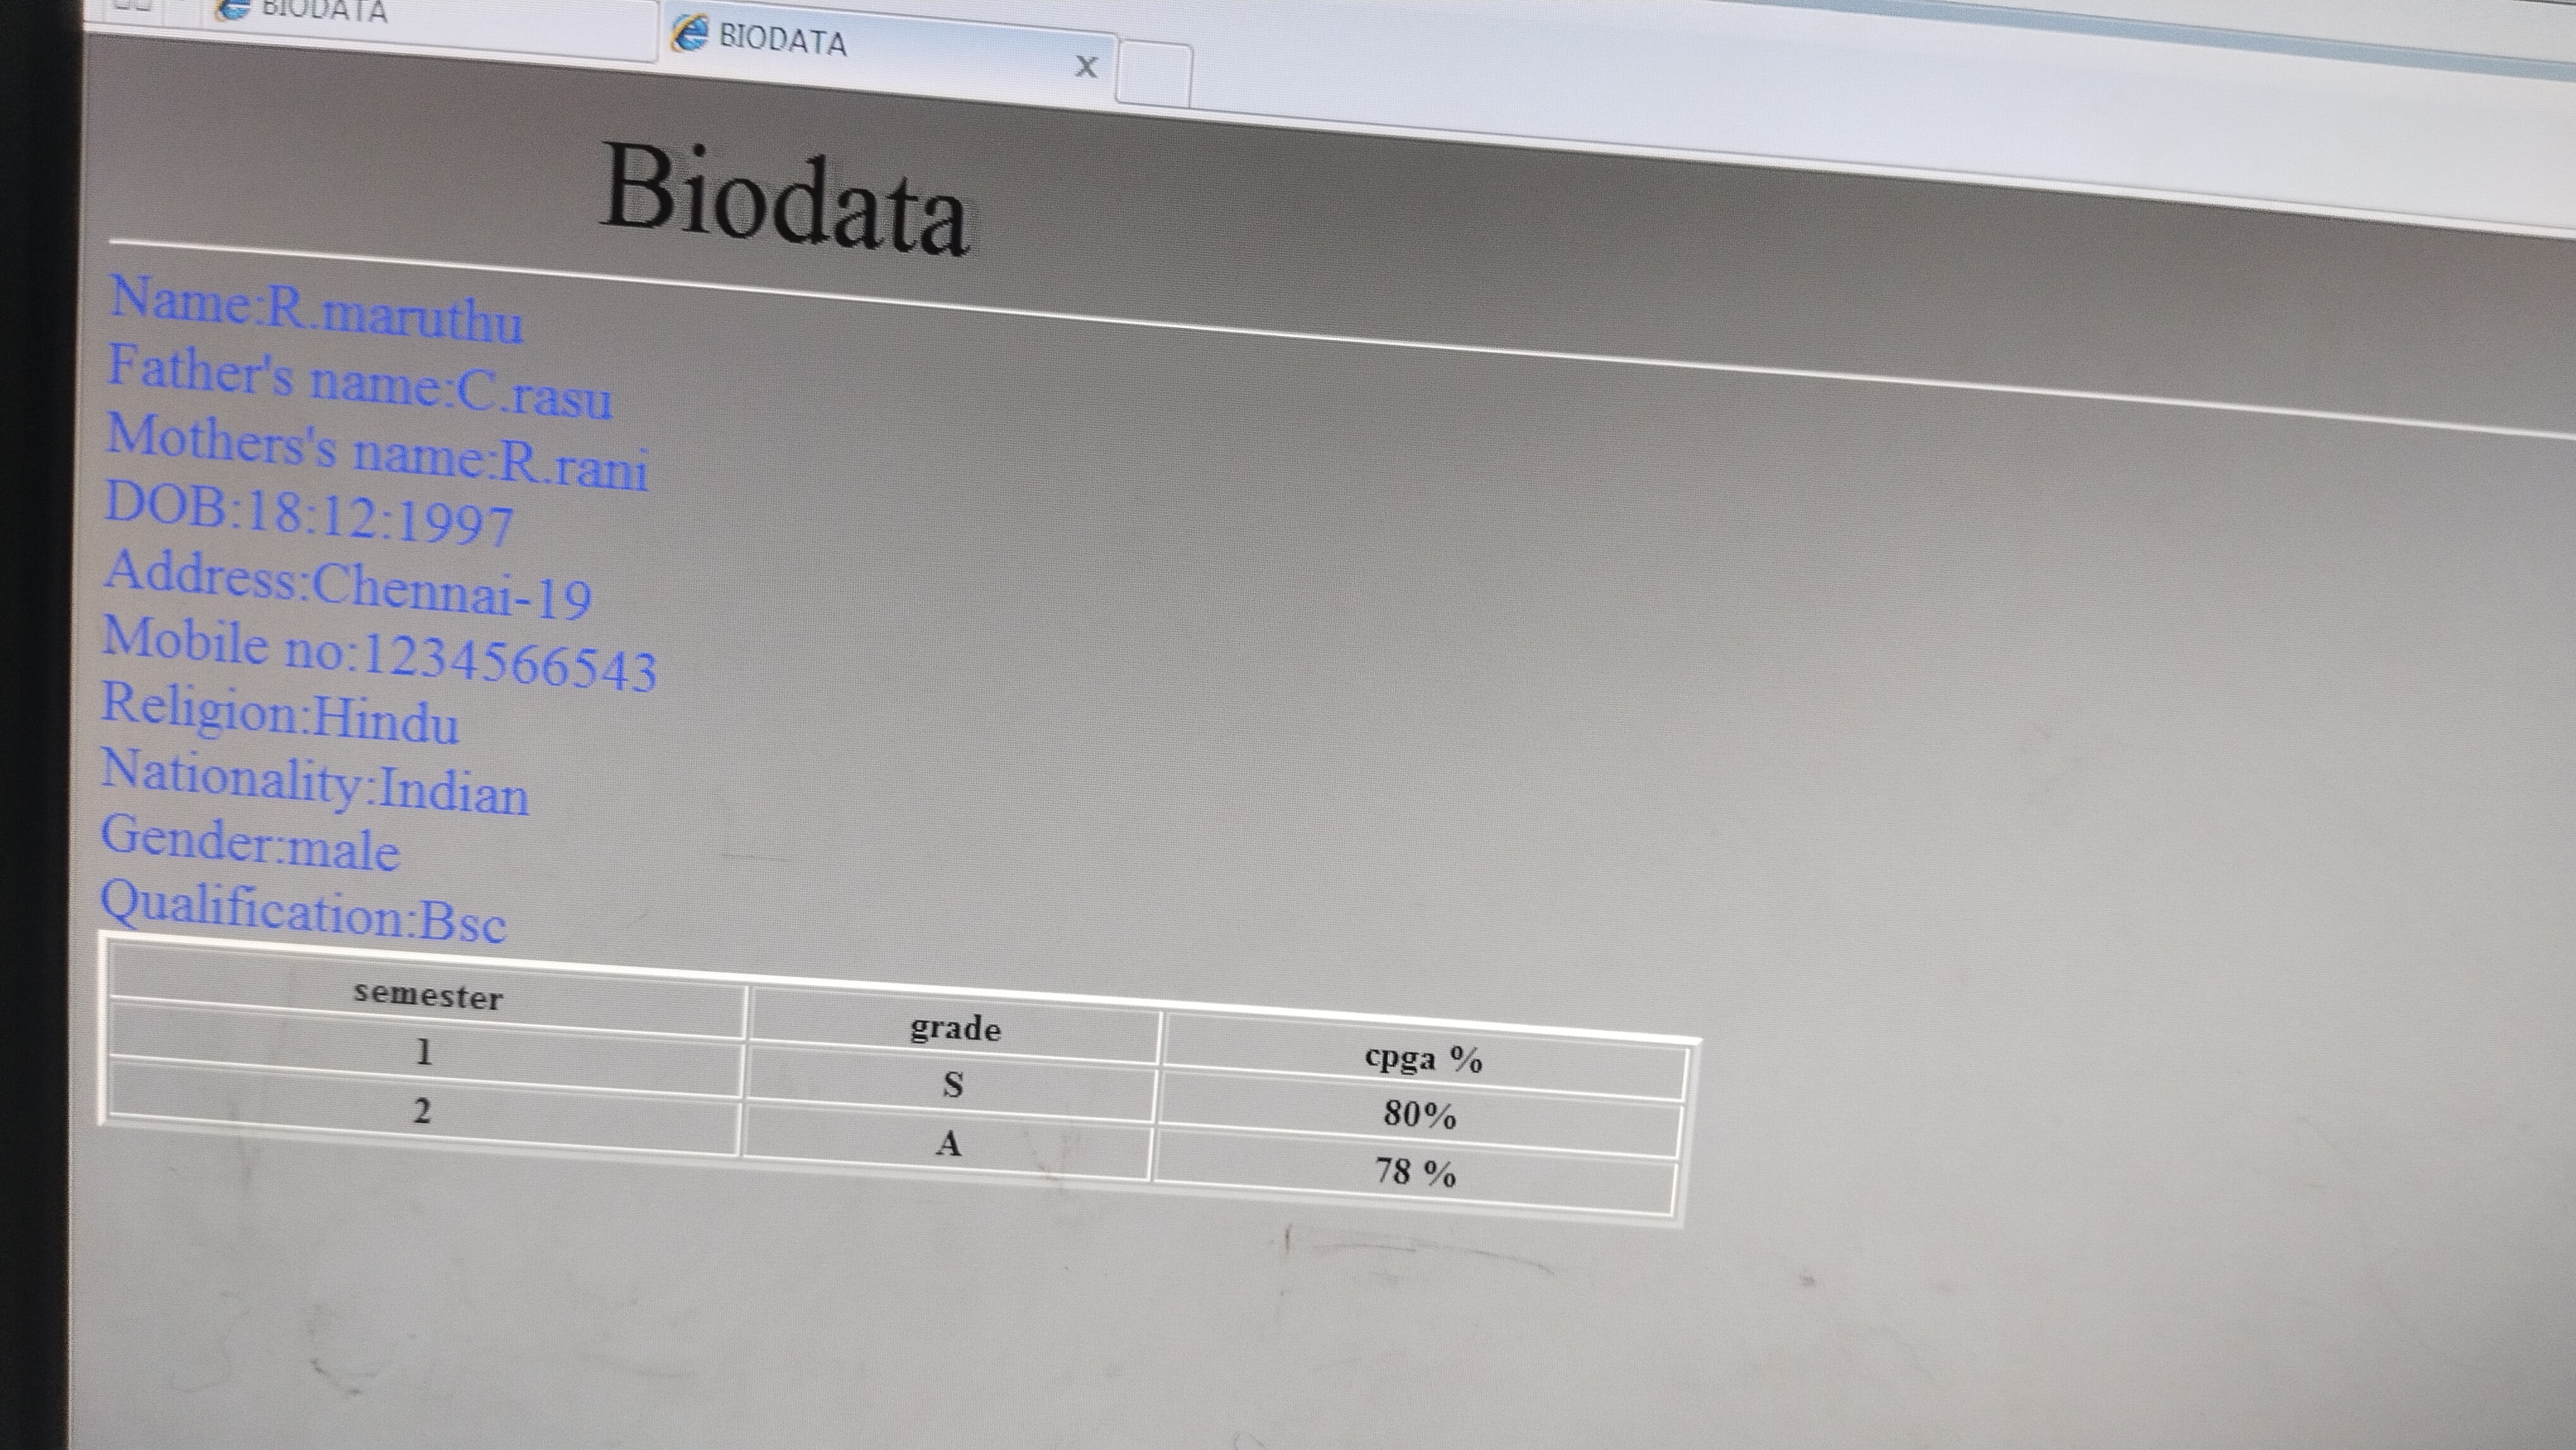 BIODATA
BIODATA
X
Biodata
Name:R.maruthu
Father's name:C.rasu
Mothers's name:R.rani
DOB:18:12:1997
Address:Chennai-19
Mobile no:1234566543
Religion:Hindu
Nationality:Indian
Gender:male
Qualification:Bsc
semester grade cpga %
1 S 80%
2 A 78 %